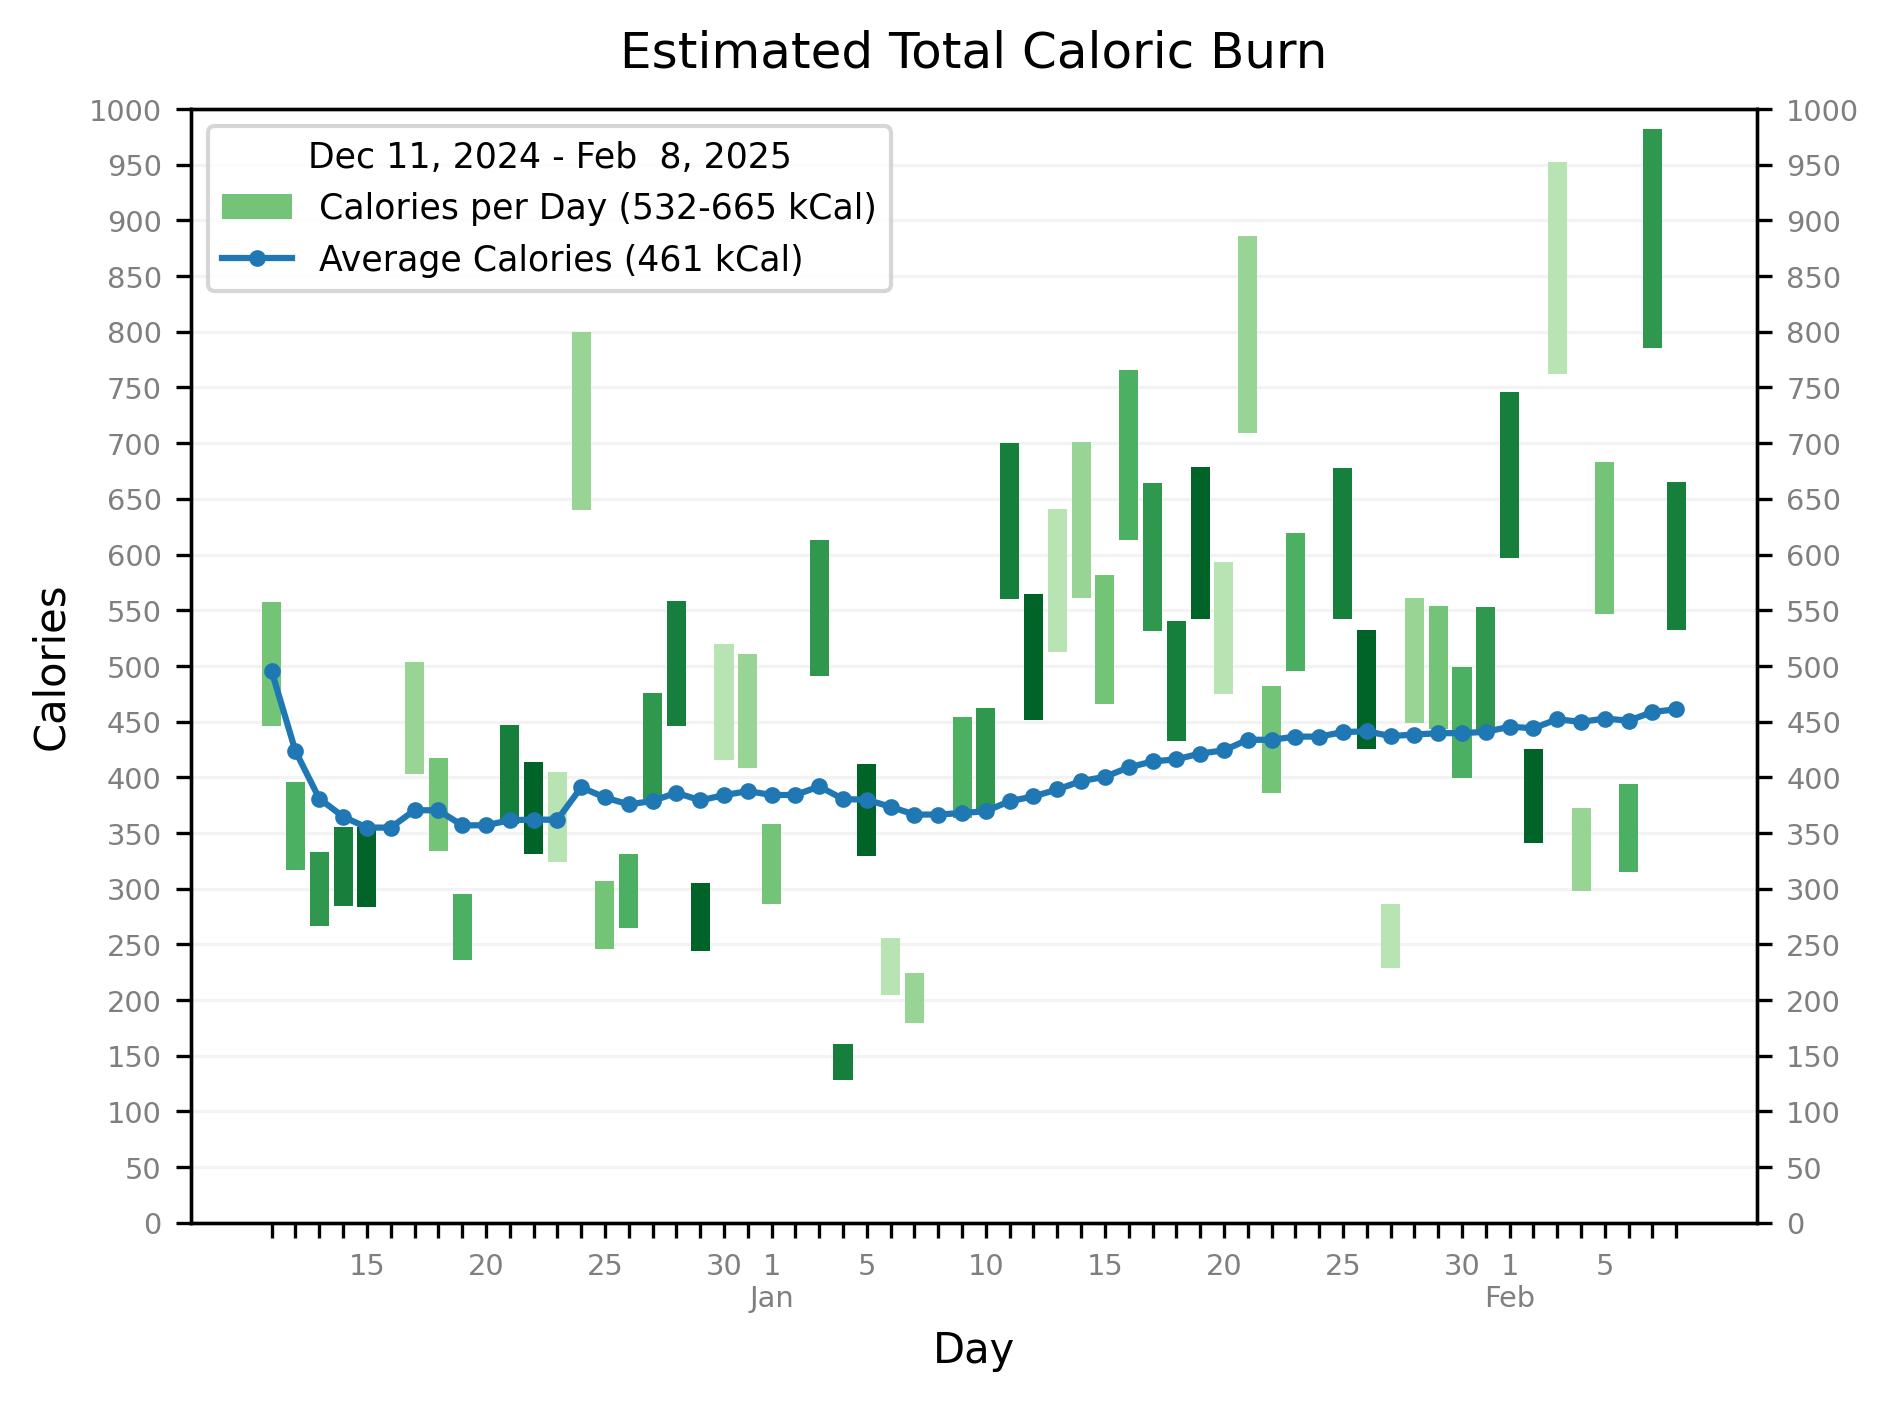 Estimated Total Caloric Burn
Dec 11, 2024 - Feb  8, 2025
Calories per Day (532-665 kCal)
Average Calories (461 kCal)
1000 1000
950 950
900 900
850 850
800 800
750 750
700 700
650 650
600 600
550 550
500 500
450 450
400 400
350 350
300 300
250 250
200 200
150 150
100 100
50 50
0 0
Calories
15 20 25 30 1 5 10 15 20 25 30 1 5
Jan Feb
Day